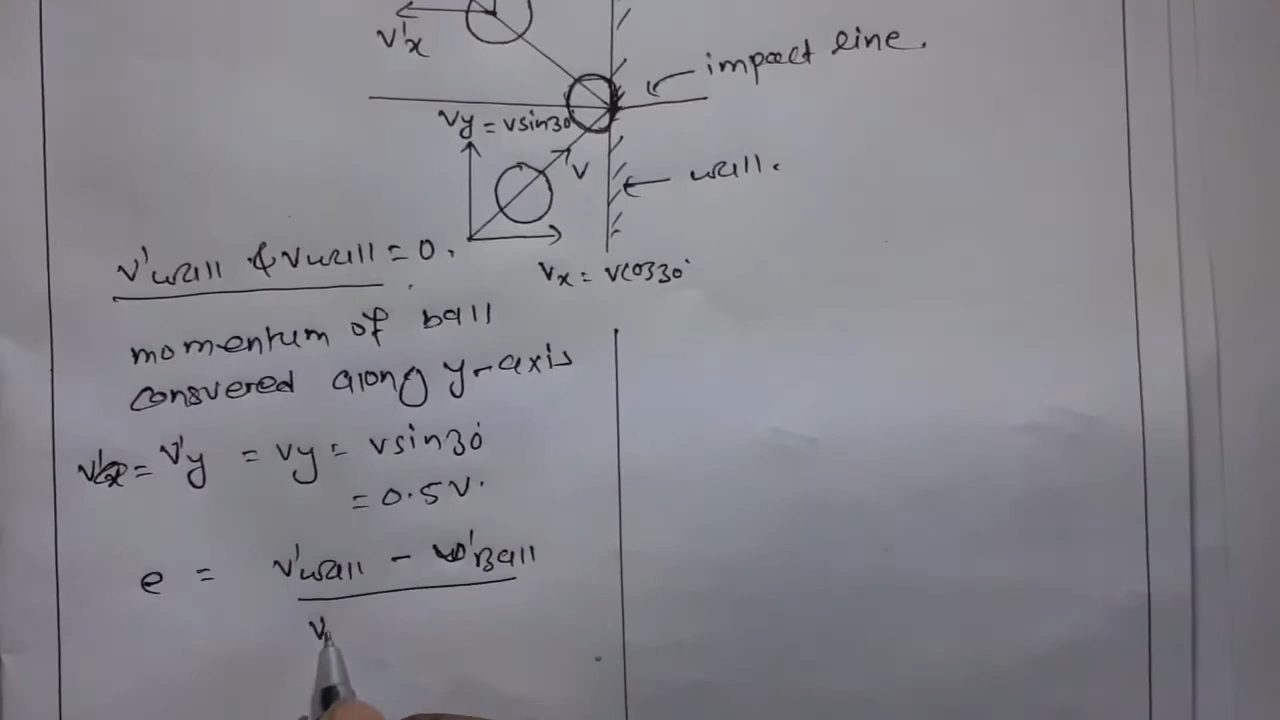 V'x
impact line.
Vy = vsin30°
V
wall.
V'wall & Vwall = 0.
Vx = Vcos30°
momentum of ball
consvered along y-axis
= V'y = Vy = Vsin30°
= 0.5V.
e = V'wall - V'Ball
V